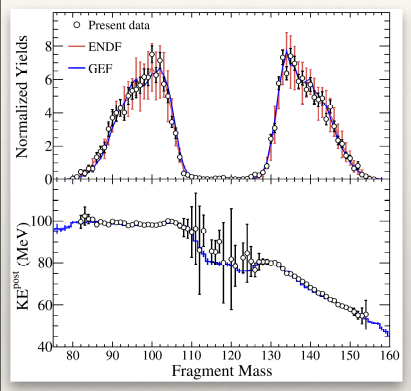 Present data
ENDF
GEF
Normalized Yields
8
6
4
2
0
KE^post (MeV)
100
80
60
40
80 90 100 110 120 130 140 150 160
Fragment Mass